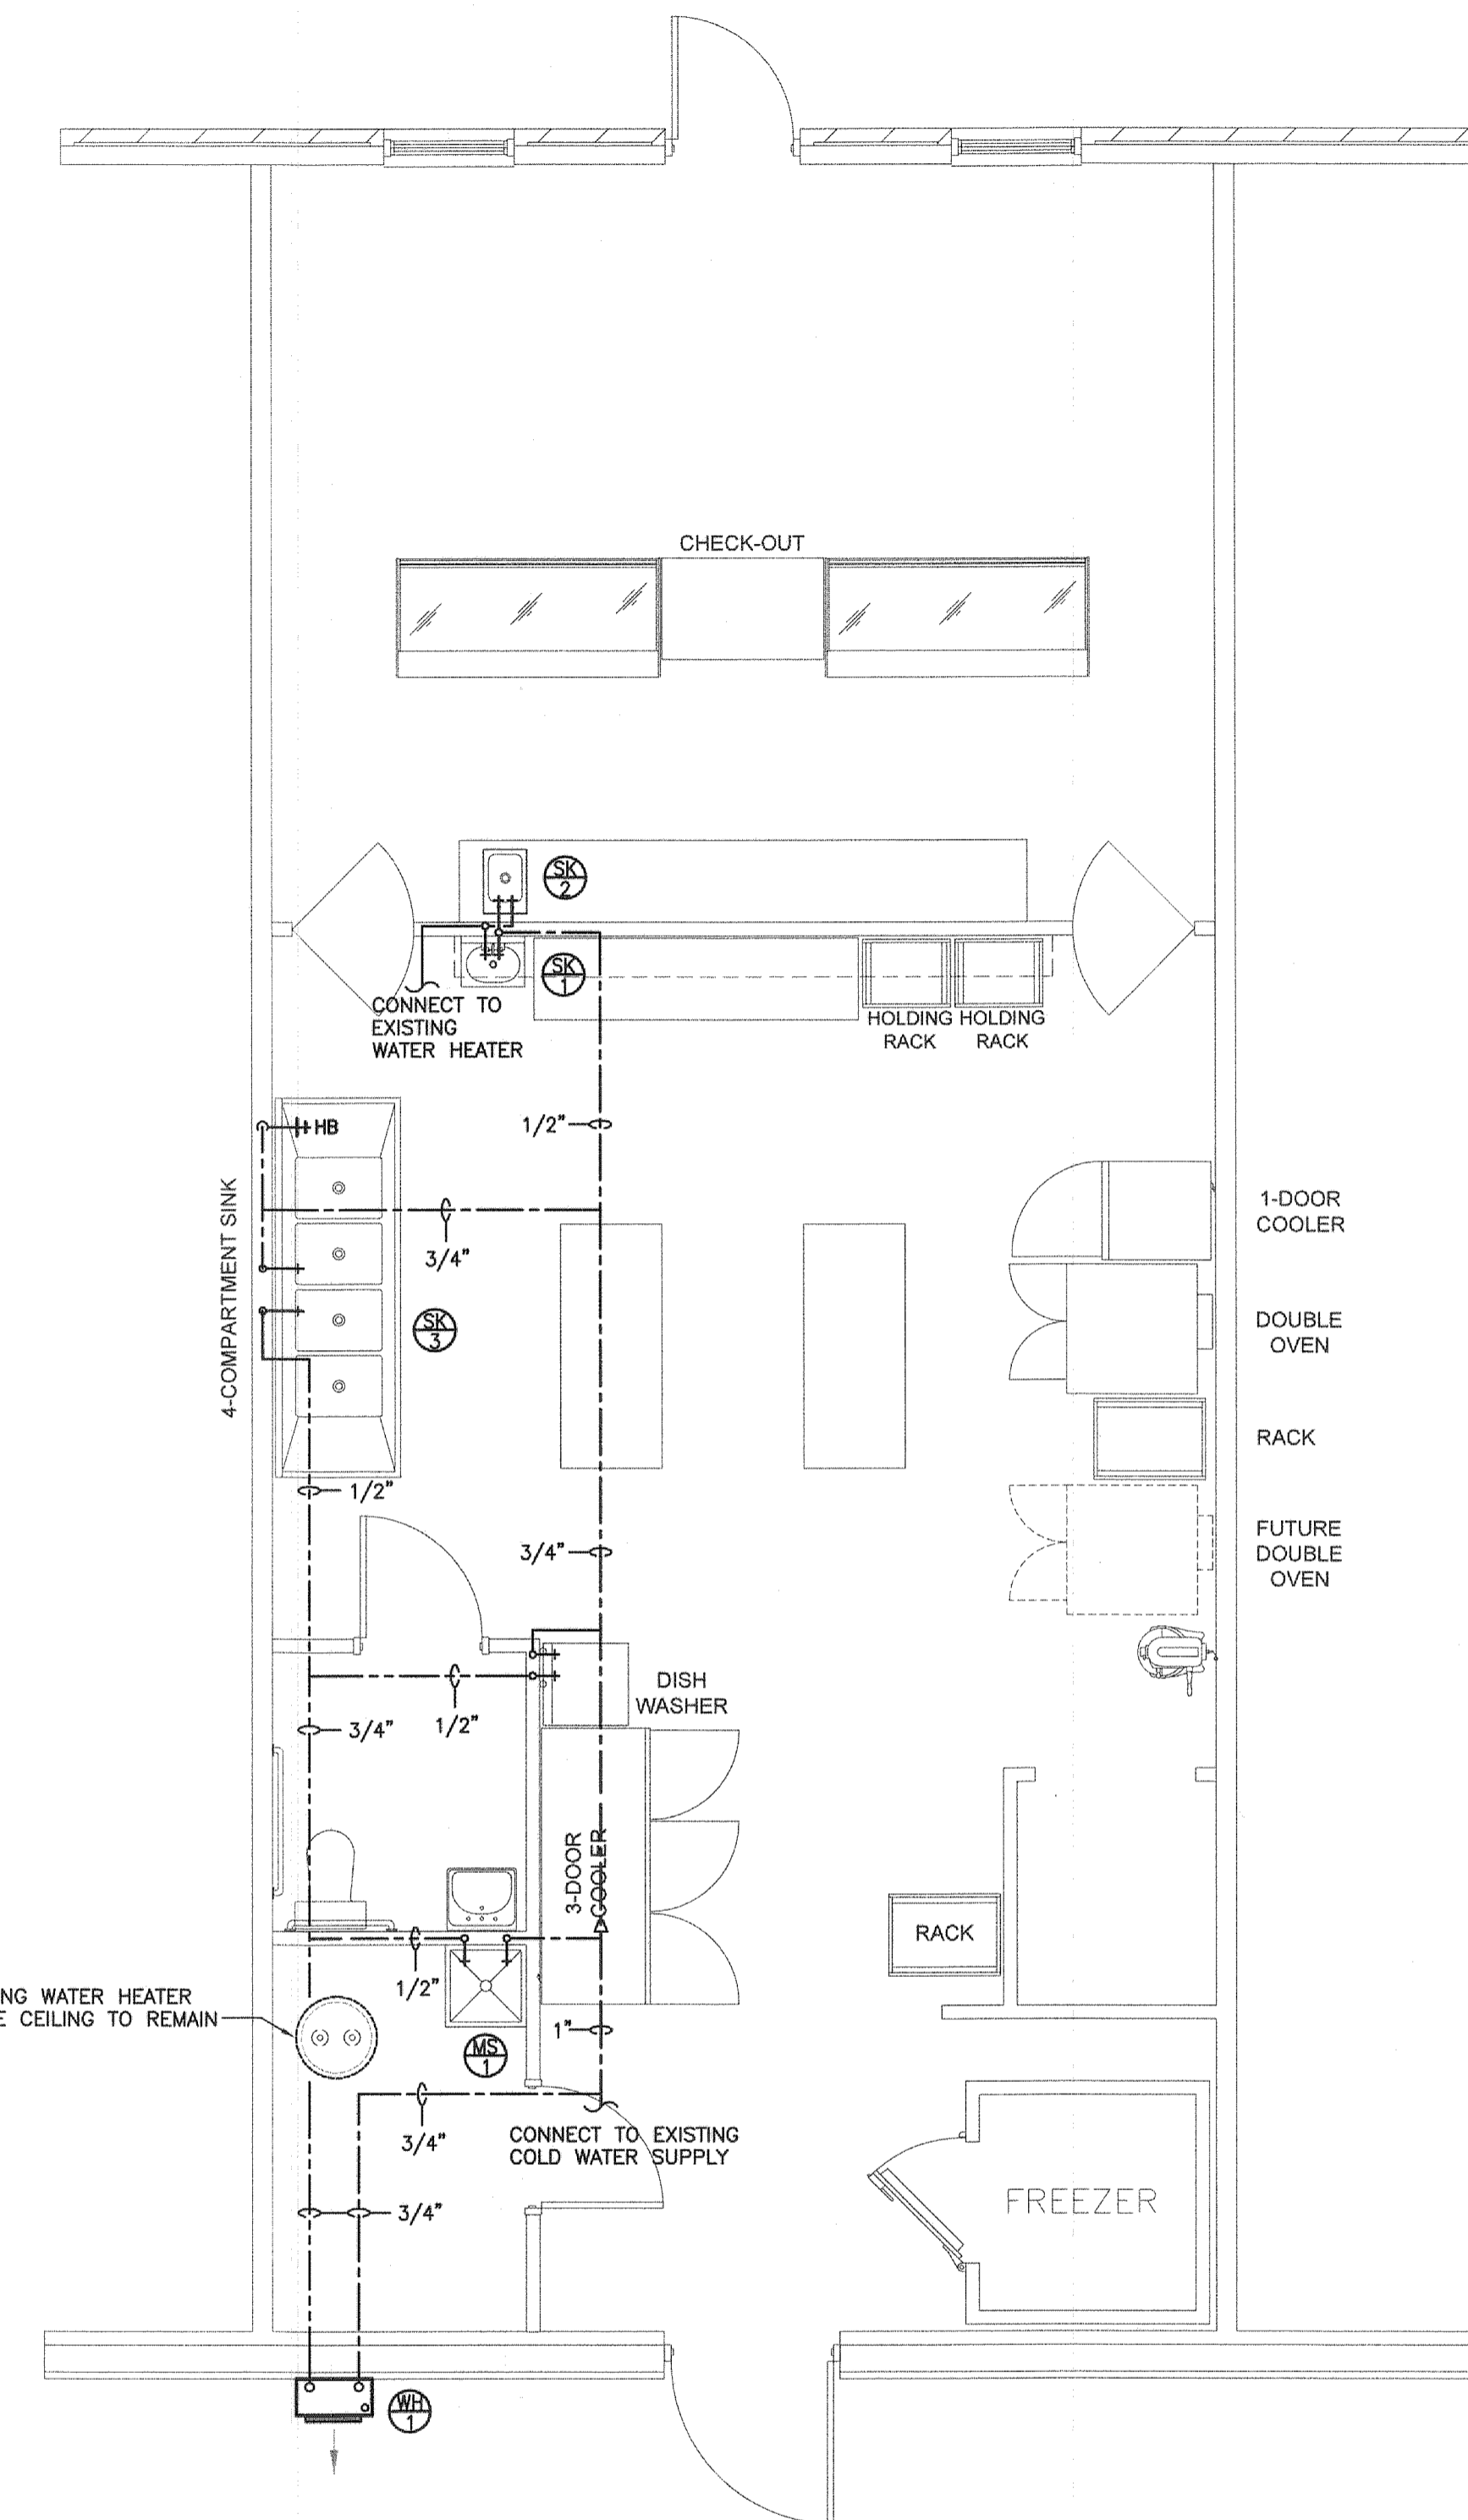 CHECK-OUT
SK
2
SK
1
CONNECT TO
EXISTING
WATER HEATER
HOLDING
RACK
HOLDING
RACK
HB
1/2"
4-COMPARTMENT SINK
3/4"
1-DOOR
COOLER
SK
3
DOUBLE
OVEN
RACK
1/2"
3/4"
FUTURE
DOUBLE
OVEN
DISH
WASHER
3/4"
1/2"
3-DOOR
COOLER
RACK
1/2"
NG WATER HEATER
E CEILING TO REMAIN
MS
1
1"
3/4"
CONNECT TO EXISTING
COLD WATER SUPPLY
3/4"
FREEZER
WH
1